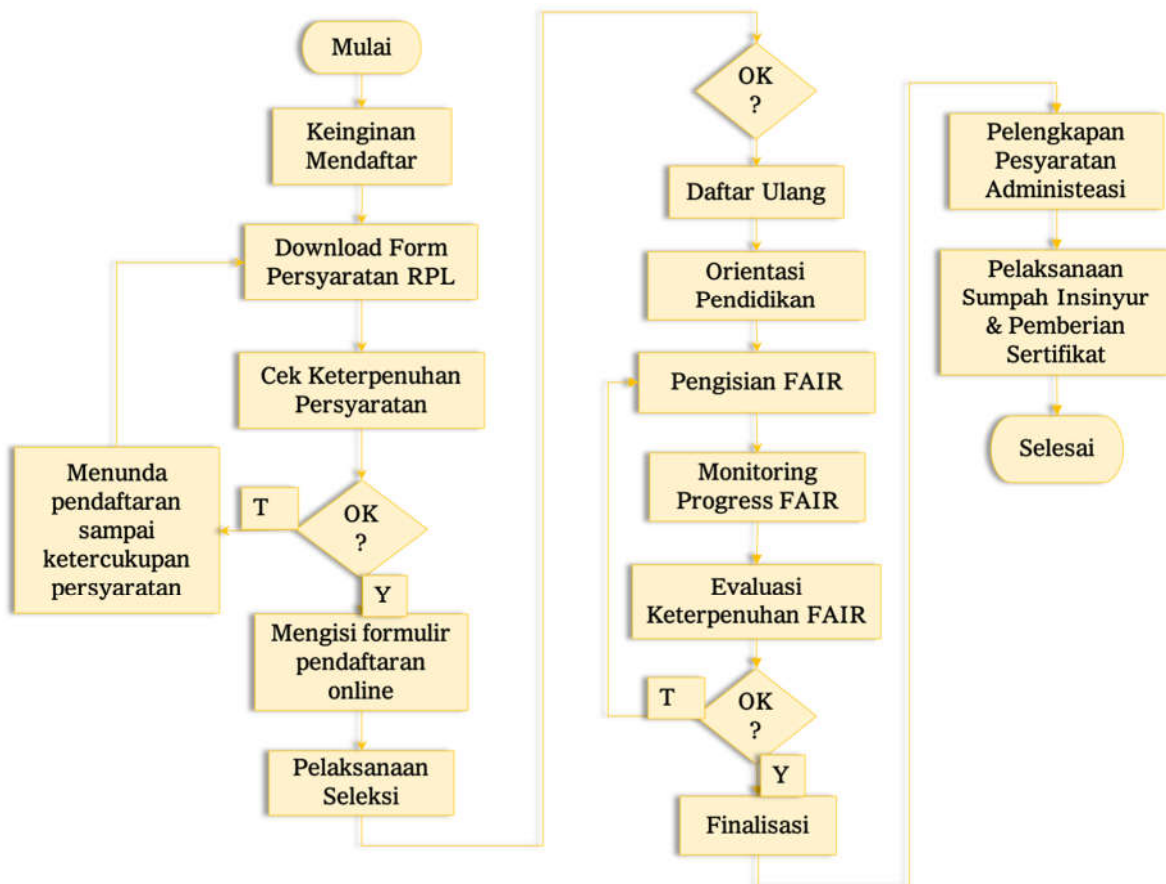 Mulai
Keinginan
Mendaftar
Download Form
Persyaratan RPL
Cek Keterpenuhan
Persyaratan
OK
?
T
Menunda
pendaftaran
sampai
ketercukupan
persyaratan
Y
Mengisi formulir
pendaftaran
online
Pelaksanaan
Seleksi
OK
?
Daftar Ulang
Orientasi
Pendidikan
Pengisian FAIR
Monitoring
Progress FAIR
Evaluasi
Keterpenuhan FAIR
T
OK
?
Y
Finalisasi
Pelengkapan
Pesyaratan
Administeasi
Pelaksanaan
Sumpah Insinyur
& Pemberian
Sertifikat
Selesai